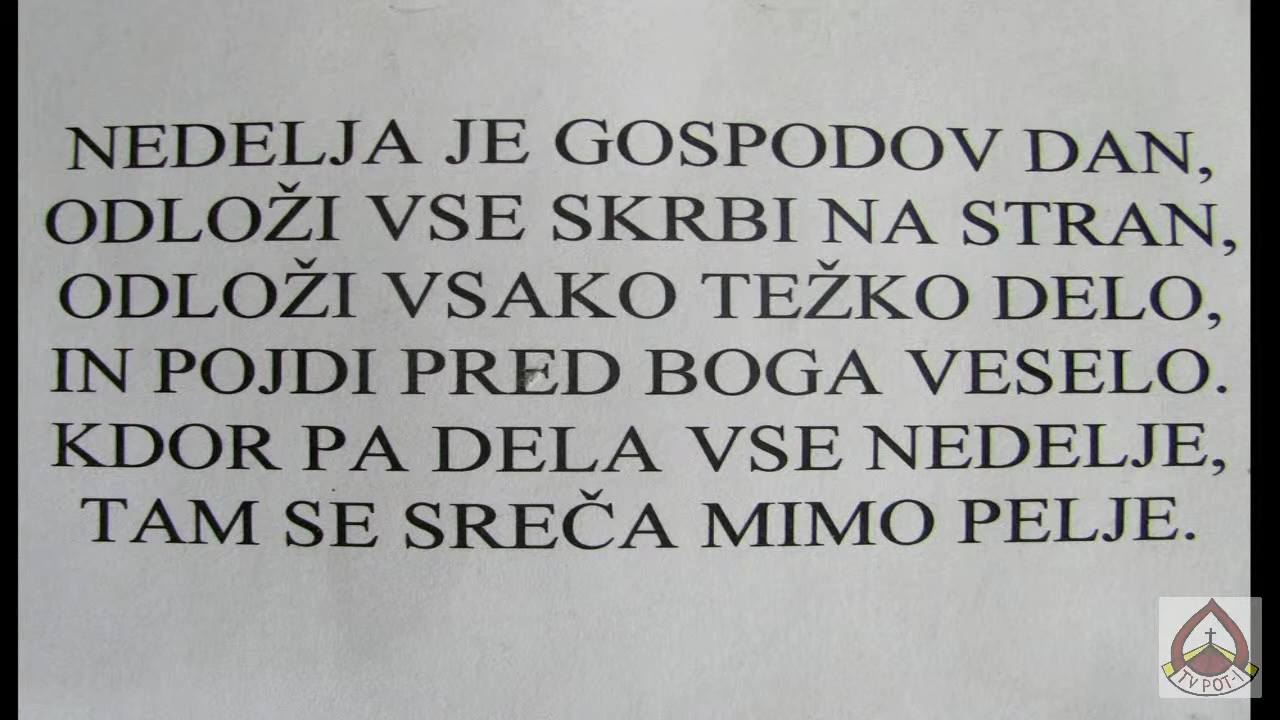 NEDELJA JE GOSPODOV DAN,
ODLOŽI VSE SKRBI NA STRAN,
ODLOŽI VSAKO TEŽKO DELO,
IN POJDI PRED BOGA VESELO.
KDOR PA DELA VSE NEDELJE,
TAM SE SREČA MIMO PELJE.
TV POT-1